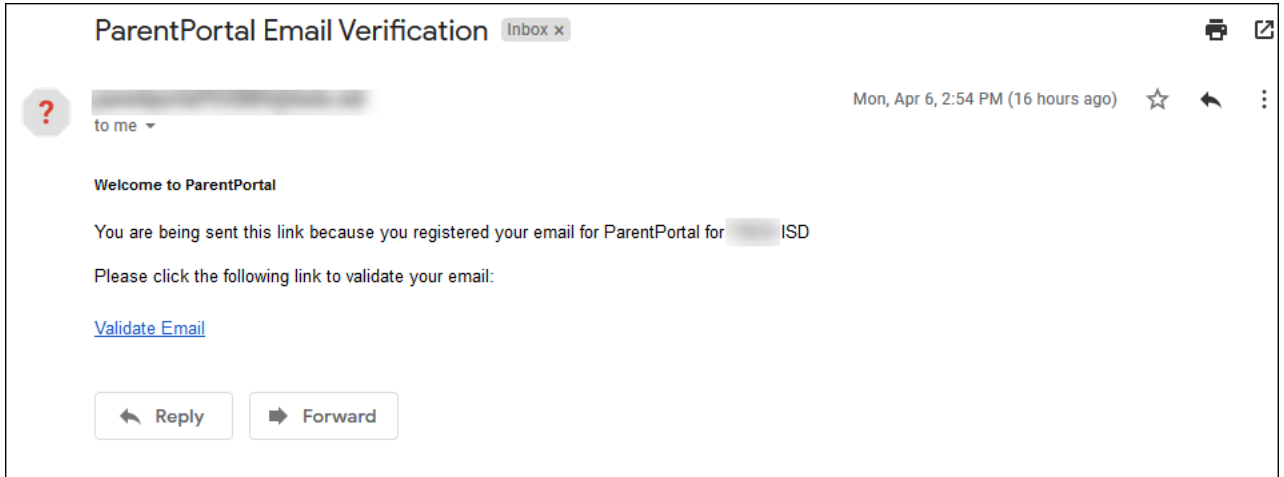 ParentPortal Email Verification Inbox x
?
Mon, Apr 6, 2:54 PM (16 hours ago)
to me
Welcome to ParentPortal
You are being sent this link because you registered your email for ParentPortal for ISD
Please click the following link to validate your email:
Validate Email
Reply Forward